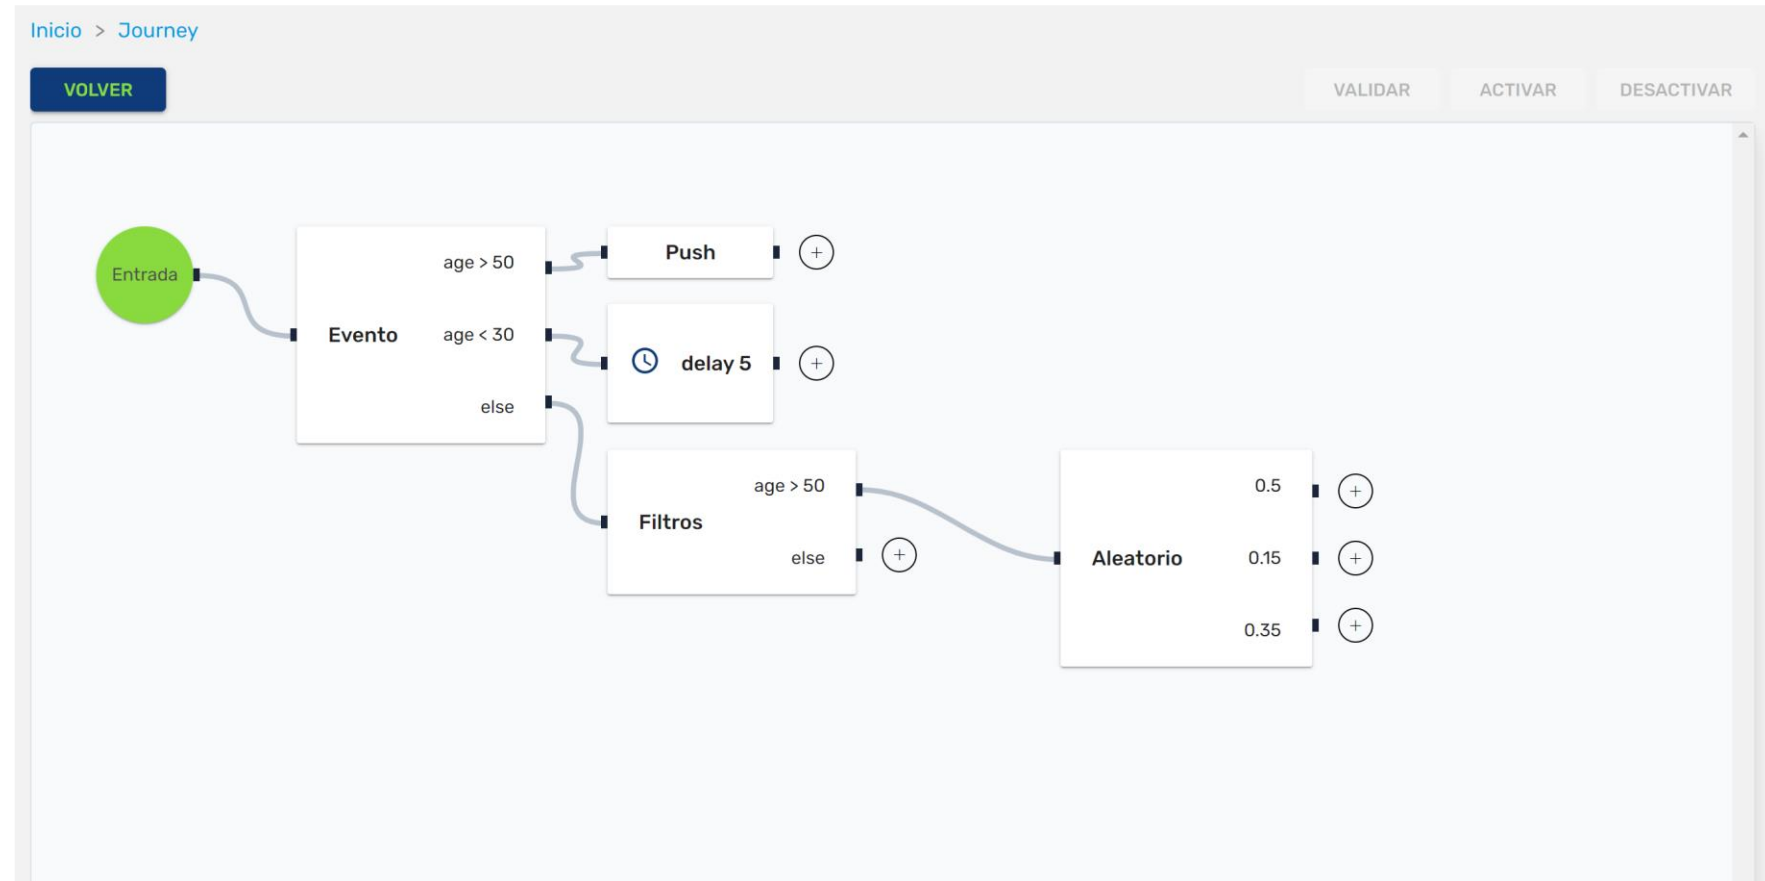 Inicio > Journey
VOLVER
VALIDAR
ACTIVAR
DESACTIVAR
Entrada
Evento
age > 50
age < 30
else
Push
+
delay 5
+
Filtros
age > 50
else
+
Aleatorio
0.5
+
0.15
+
0.35
+